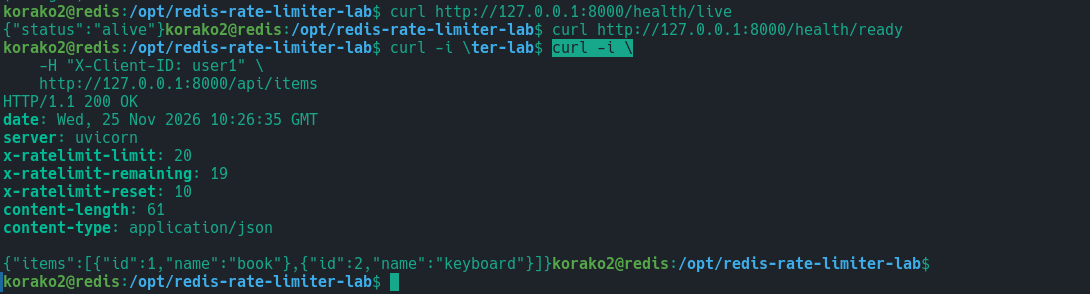 korako2@redis:/opt/redis-rate-limiter-lab$ curl http://127.0.0.1:8000/health/live
{"status":"alive"}korako2@redis:/opt/redis-rate-limiter-lab$ curl http://127.0.0.1:8000/health/ready
korako2@redis:/opt/redis-rate-limiter-lab$ curl -i \ter-lab$ curl -i \
    -H "X-Client-ID: user1" \
    http://127.0.0.1:8000/api/items
HTTP/1.1 200 OK
date: Wed, 25 Nov 2026 10:26:35 GMT
server: uvicorn
x-ratelimit-limit: 20
x-ratelimit-remaining: 19
x-ratelimit-reset: 10
content-length: 61
content-type: application/json

{"items":[{"id":1,"name":"book"},{"id":2,"name":"keyboard"}]}korako2@redis:/opt/redis-rate-limiter-lab$
korako2@redis:/opt/redis-rate-limiter-lab$